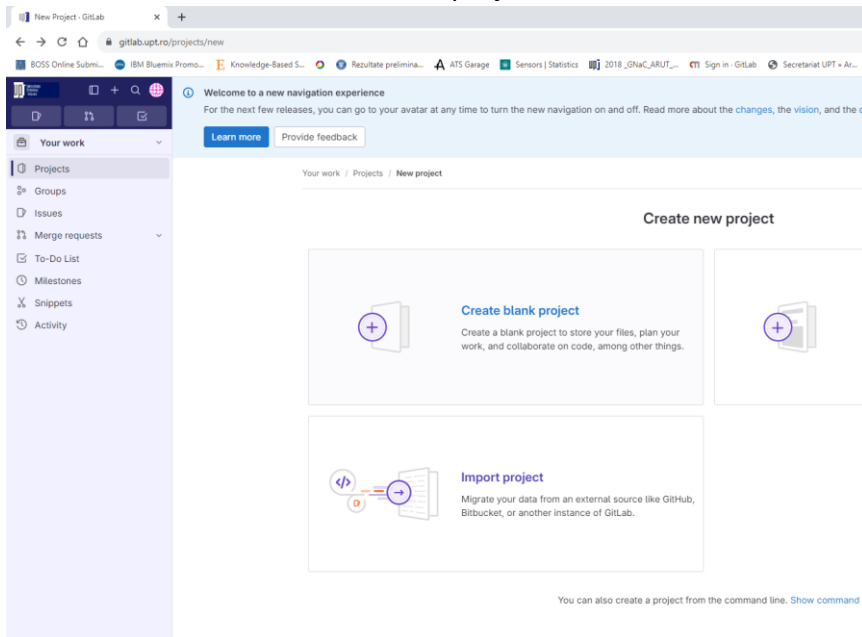 New Project · GitLab
gitlab.upt.ro/projects/new
BOSS Online Submi...
IBM Bluemix Promo...
Knowledge-Based S...
Rezultate prelimina...
ATS Garage
Sensors | Statistics
2018 _GNaC_ARUT_...
Sign in · GitLab
Secretariat UPT » Ar...
Welcome to a new navigation experience
For the next few releases, you can go to your avatar at any time to turn the new navigation on and off. Read more about the changes, the vision, and the
Learn more
Provide feedback
Your work
Projects
Groups
Issues
Merge requests
To-Do List
Milestones
Snippets
Activity
Your work / Projects / New project
Create new project
Create blank project
Create a blank project to store your files, plan your
work, and collaborate on code, among other things.
Import project
Migrate your data from an external source like GitHub,
Bitbucket, or another instance of GitLab.
You can also create a project from the command line. Show command